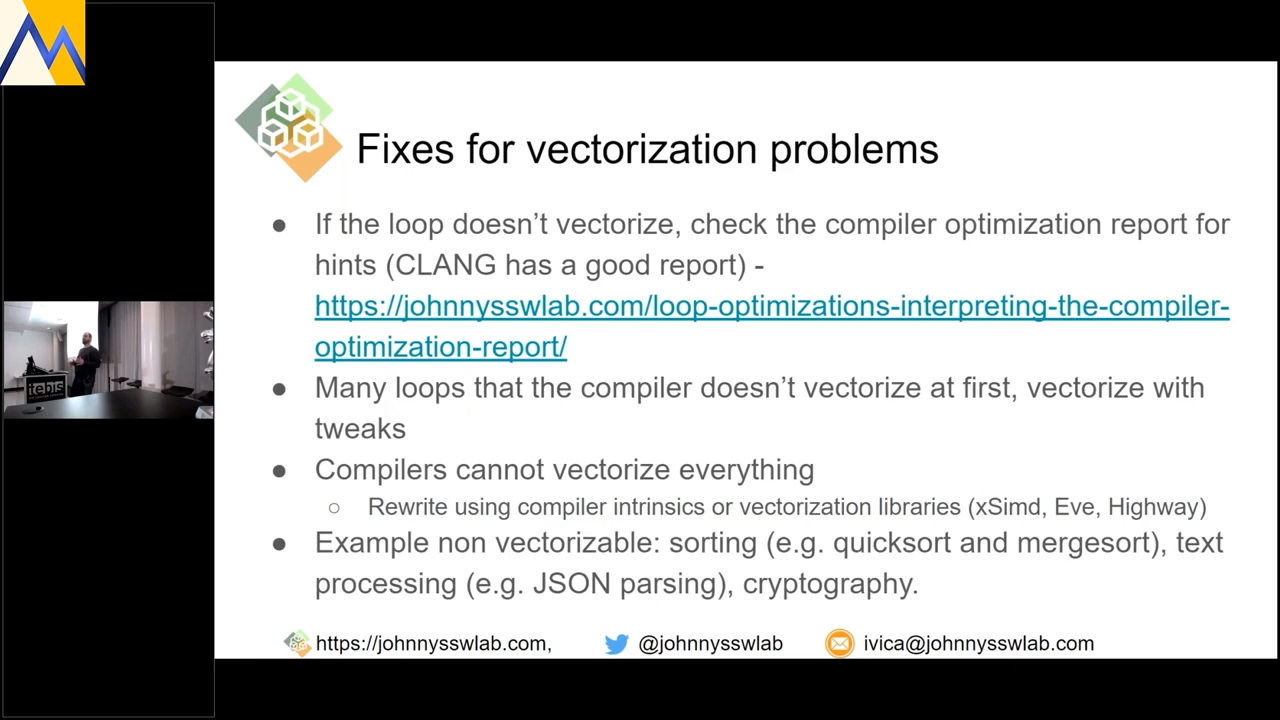 Fixes for vectorization problems
● If the loop doesn’t vectorize, check the compiler optimization report for
hints (CLANG has a good report) -
https://johnnysswlab.com/loop-optimizations-interpreting-the-compiler-
optimization-report/
● Many loops that the compiler doesn’t vectorize at first, vectorize with
tweaks
● Compilers cannot vectorize everything
○ Rewrite using compiler intrinsics or vectorization libraries (xSimd, Eve, Highway)
● Example non vectorizable: sorting (e.g. quicksort and mergesort), text
processing (e.g. JSON parsing), cryptography.
https://johnnysswlab.com, @johnnysswlab ivica@johnnysswlab.com
tebis